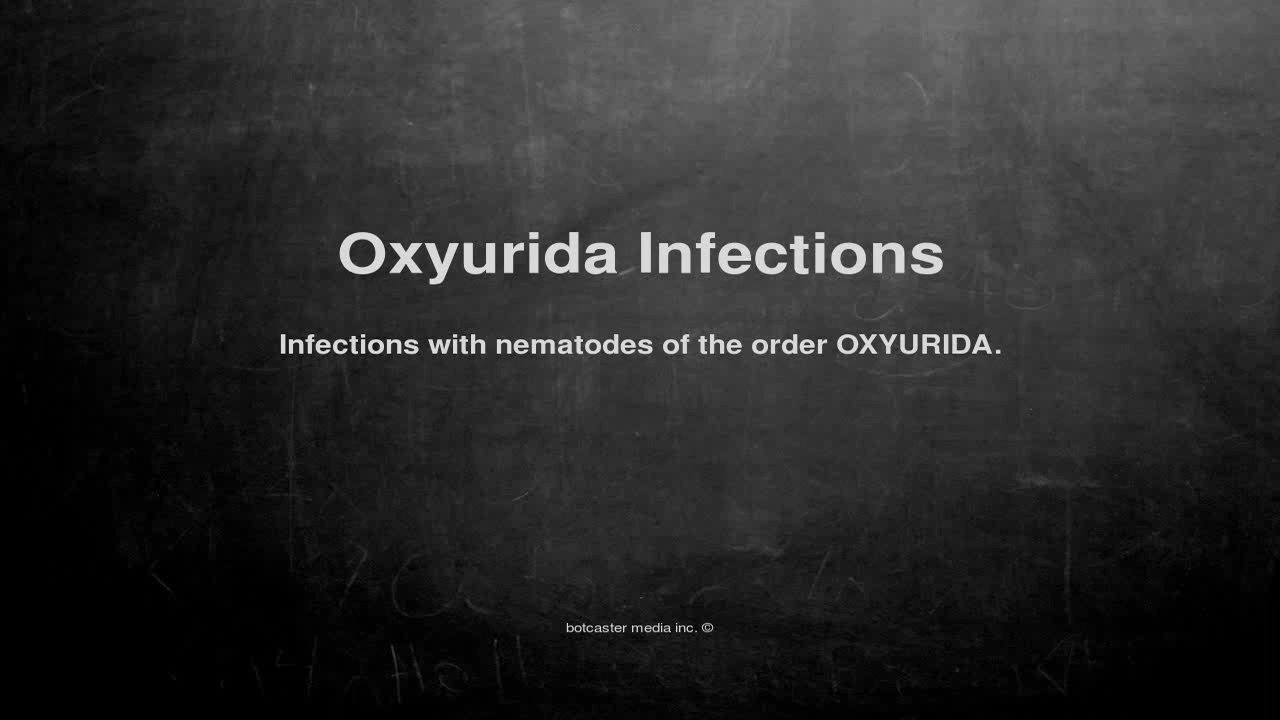 Oxyurida Infections
Infections with nematodes of the order OXYURIDA.
botcaster media inc. ©